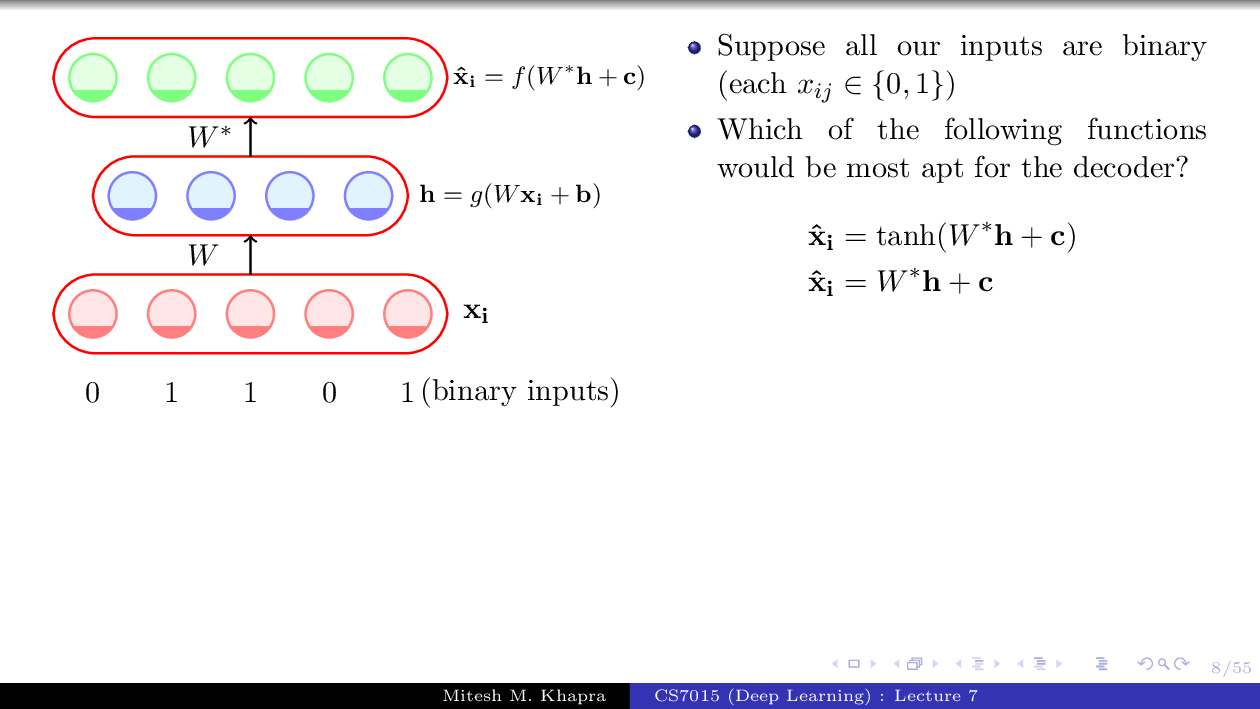 x̂ᵢ = f(W*h + c)
W*
h = g(Wxᵢ + b)
W
xᵢ
0 1 1 0 1 (binary inputs)
Suppose all our inputs are binary
(each xᵢⱼ ∈ {0, 1})
Which of the following functions
would be most apt for the decoder?
x̂ᵢ = tanh(W*h + c)
x̂ᵢ = W*h + c
8/55
Mitesh M. Khapra
CS7015 (Deep Learning) : Lecture 7